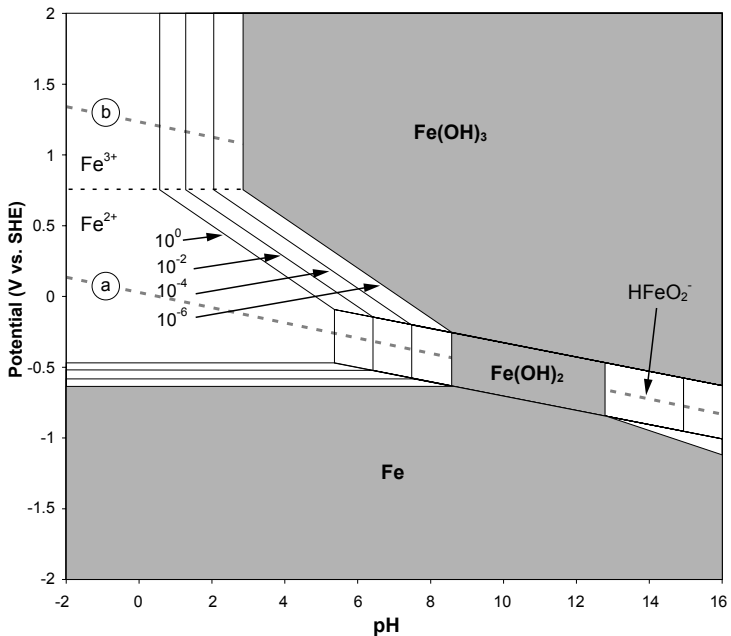 2
1.5
1
0.5
0
-0.5
-1
-1.5
-2
Potential (V vs. SHE)
b
Fe³⁺
Fe²⁺
a
10⁰
10⁻²
10⁻⁴
10⁻⁶
Fe(OH)₃
HFeO₂⁻
Fe(OH)₂
Fe
-2 0 2 4 6 8 10 12 14 16
pH